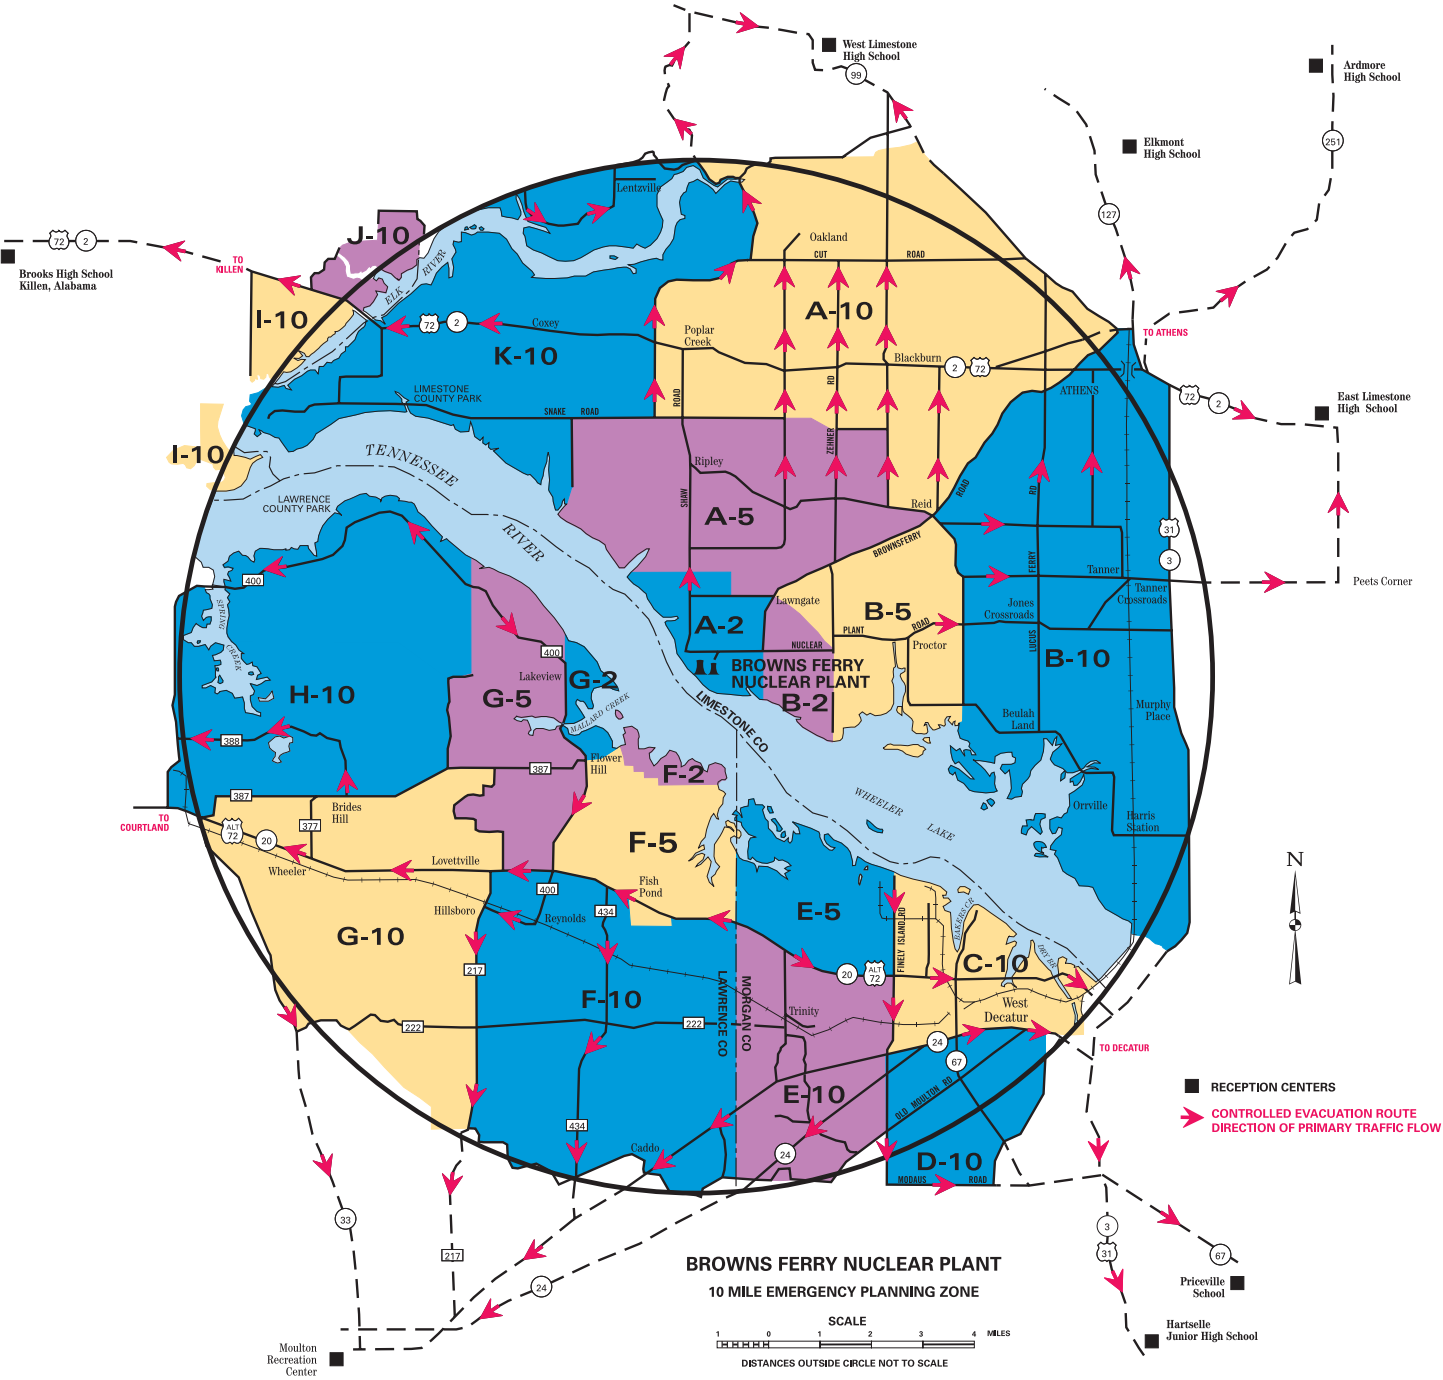 West Limestone
High School
99
Ardmore
High School
251
Elkmont
High School
127
Lentzville
J-10
72
2
Brooks High School
Killen, Alabama
TO
KILLEN
ELK
RIVER
Oakland
CUT
ROAD
I-10
A-10
72
2
Coxey
K-10
Poplar
Creek
TO ATHENS
Blackburn
2
72
ATHENS
72
2
East Limestone
High School
LIMESTONE
COUNTY PARK
SNAKE
ROAD
ROAD
RD
ZEHNER
I-10
TENNESSEE
RIVER
LAWRENCE
COUNTY PARK
Ripley
SHAW
A-5
Reid
ROAD
BROWNSFERRY
RD
FERRY
LUCUS
31
3
400
Tanner
Tanner
Crossroads
Peets Corner
SPRING
CREEK
Lawngate
A-2
B-5
PLANT
ROAD
NUCLEAR
Jones
Crossroads
Proctor
B-10
400
Lakeview
G-2
G-5
H-10
MALLARD CREEK
BROWNS FERRY
NUCLEAR PLANT
B-2
LIMESTONE CO
Beulah
Land
Murphy
Place
388
387
Flower
Hill
F-2
387
Brides
Hill
WHEELER
LAKE
Orrville
Harris
Station
TO
COURTLAND
ALT
72
20
377
Wheeler
Lovettville
F-5
Fish
Pond
400
434
Hillsboro
Reynolds
E-5
FINELY ISLAND RD
BAKERS CR
DRY BR
N
G-10
217
20
ALT
72
C-10
West
Decatur
F-10
LAWRENCE CO
MORGAN CO
Trinity
222
222
24
67
TO DECATUR
E-10
OLD MOULTON RD
434
Caddo
24
D-10
MODAUS
ROAD
RECEPTION CENTERS
CONTROLLED EVACUATION ROUTE
DIRECTION OF PRIMARY TRAFFIC FLOW
33
217
24
3
31
67
Priceville
School
Hartselle
Junior High School
Moulton
Recreation
Center
BROWNS FERRY NUCLEAR PLANT
10 MILE EMERGENCY PLANNING ZONE
SCALE
1 0 1 2 3 4 MILES
DISTANCES OUTSIDE CIRCLE NOT TO SCALE